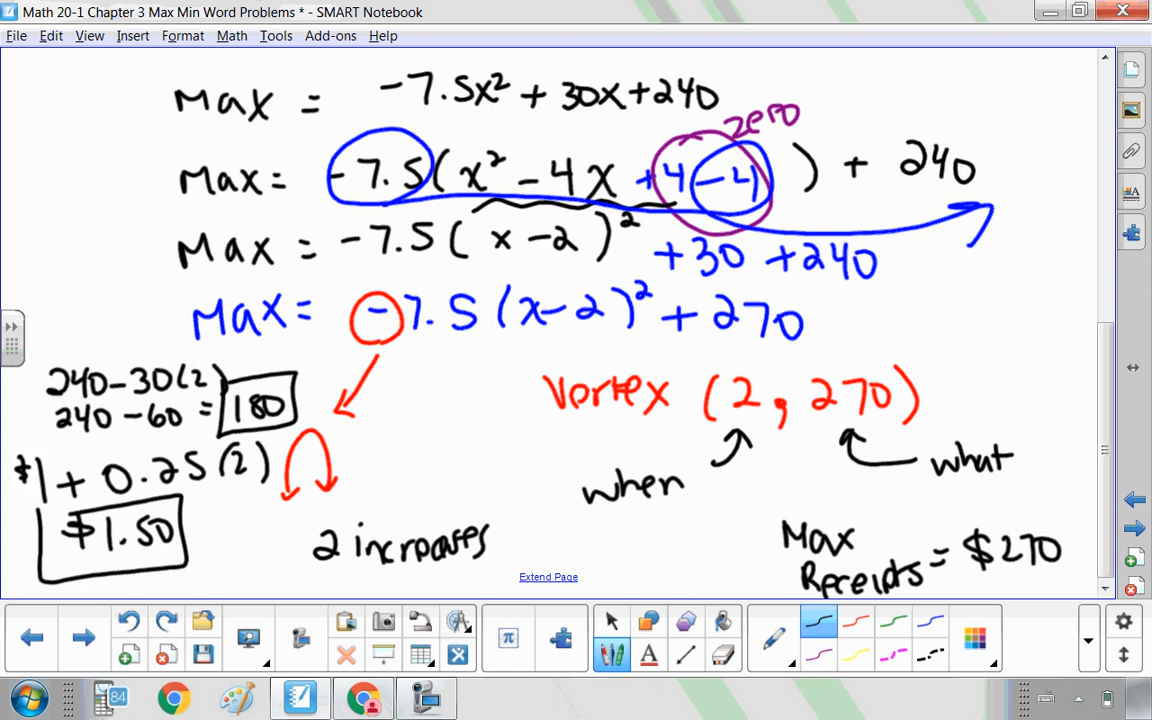 Math 20-1 Chapter 3 Max Min Word Problems * - SMART Notebook
File Edit View Insert Format Math Tools Add-ons Help
Max = -7.5x² + 30x + 240
zero
Max = -7.5(x² - 4x + 4 - 4) + 240
Max = -7.5(x - 2)² + 30 + 240
Max = -7.5(x - 2)² + 270
240 - 30(2)
240 - 60 = 180
$1 + 0.25(2)
$1.50
Vertex (2, 270)
when
what
2 increases
Max
Receipts = $270
Extend Page
π
A
84